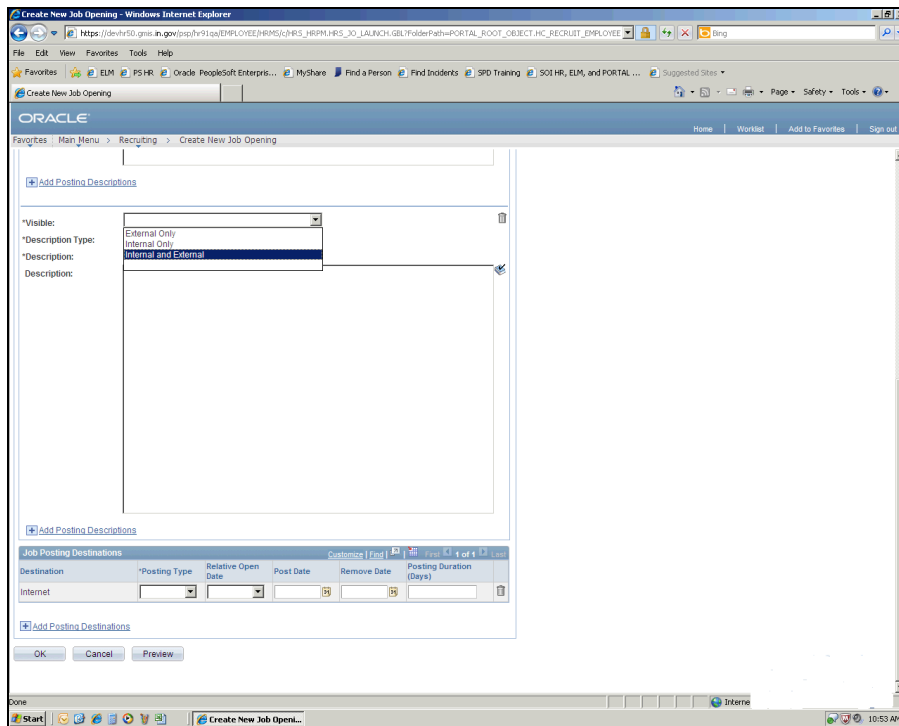 Create New Job Opening - Windows Internet Explorer
https://devhr50.gmis.in.gov/psp/hr91qa/EMPLOYEE/HRMS/c/HRS_HRPM.HRS_JO_LAUNCH.GBL?FolderPath=PORTAL_ROOT_OBJECT.HC_RECRUIT_EMPLOYEE
Bing
File Edit View Favorites Tools Help
Favorites ELM PS HR Oracle PeopleSoft Enterpris... MyShare Find a Person Find Incidents SPD Training SOI HR, ELM, and PORTAL ... Suggested Sites
Create New Job Opening
Page Safety Tools
ORACLE
Home | Worklist | Add to Favorites | Sign out
Favorites | Main Menu > Recruiting > Create New Job Opening
Add Posting Descriptions
*Visible:
External Only
*Description Type:
Internal Only
*Description:
Internal and External
Description:
Add Posting Descriptions
Job Posting Destinations Customize | Find | First 1 of 1 Last
Destination *Posting Type Relative Open Date Post Date Remove Date Posting Duration (Days)
Internet
Add Posting Destinations
OK Cancel Preview
Done
Interne
Start Create New Job Openi... 10:53 AM